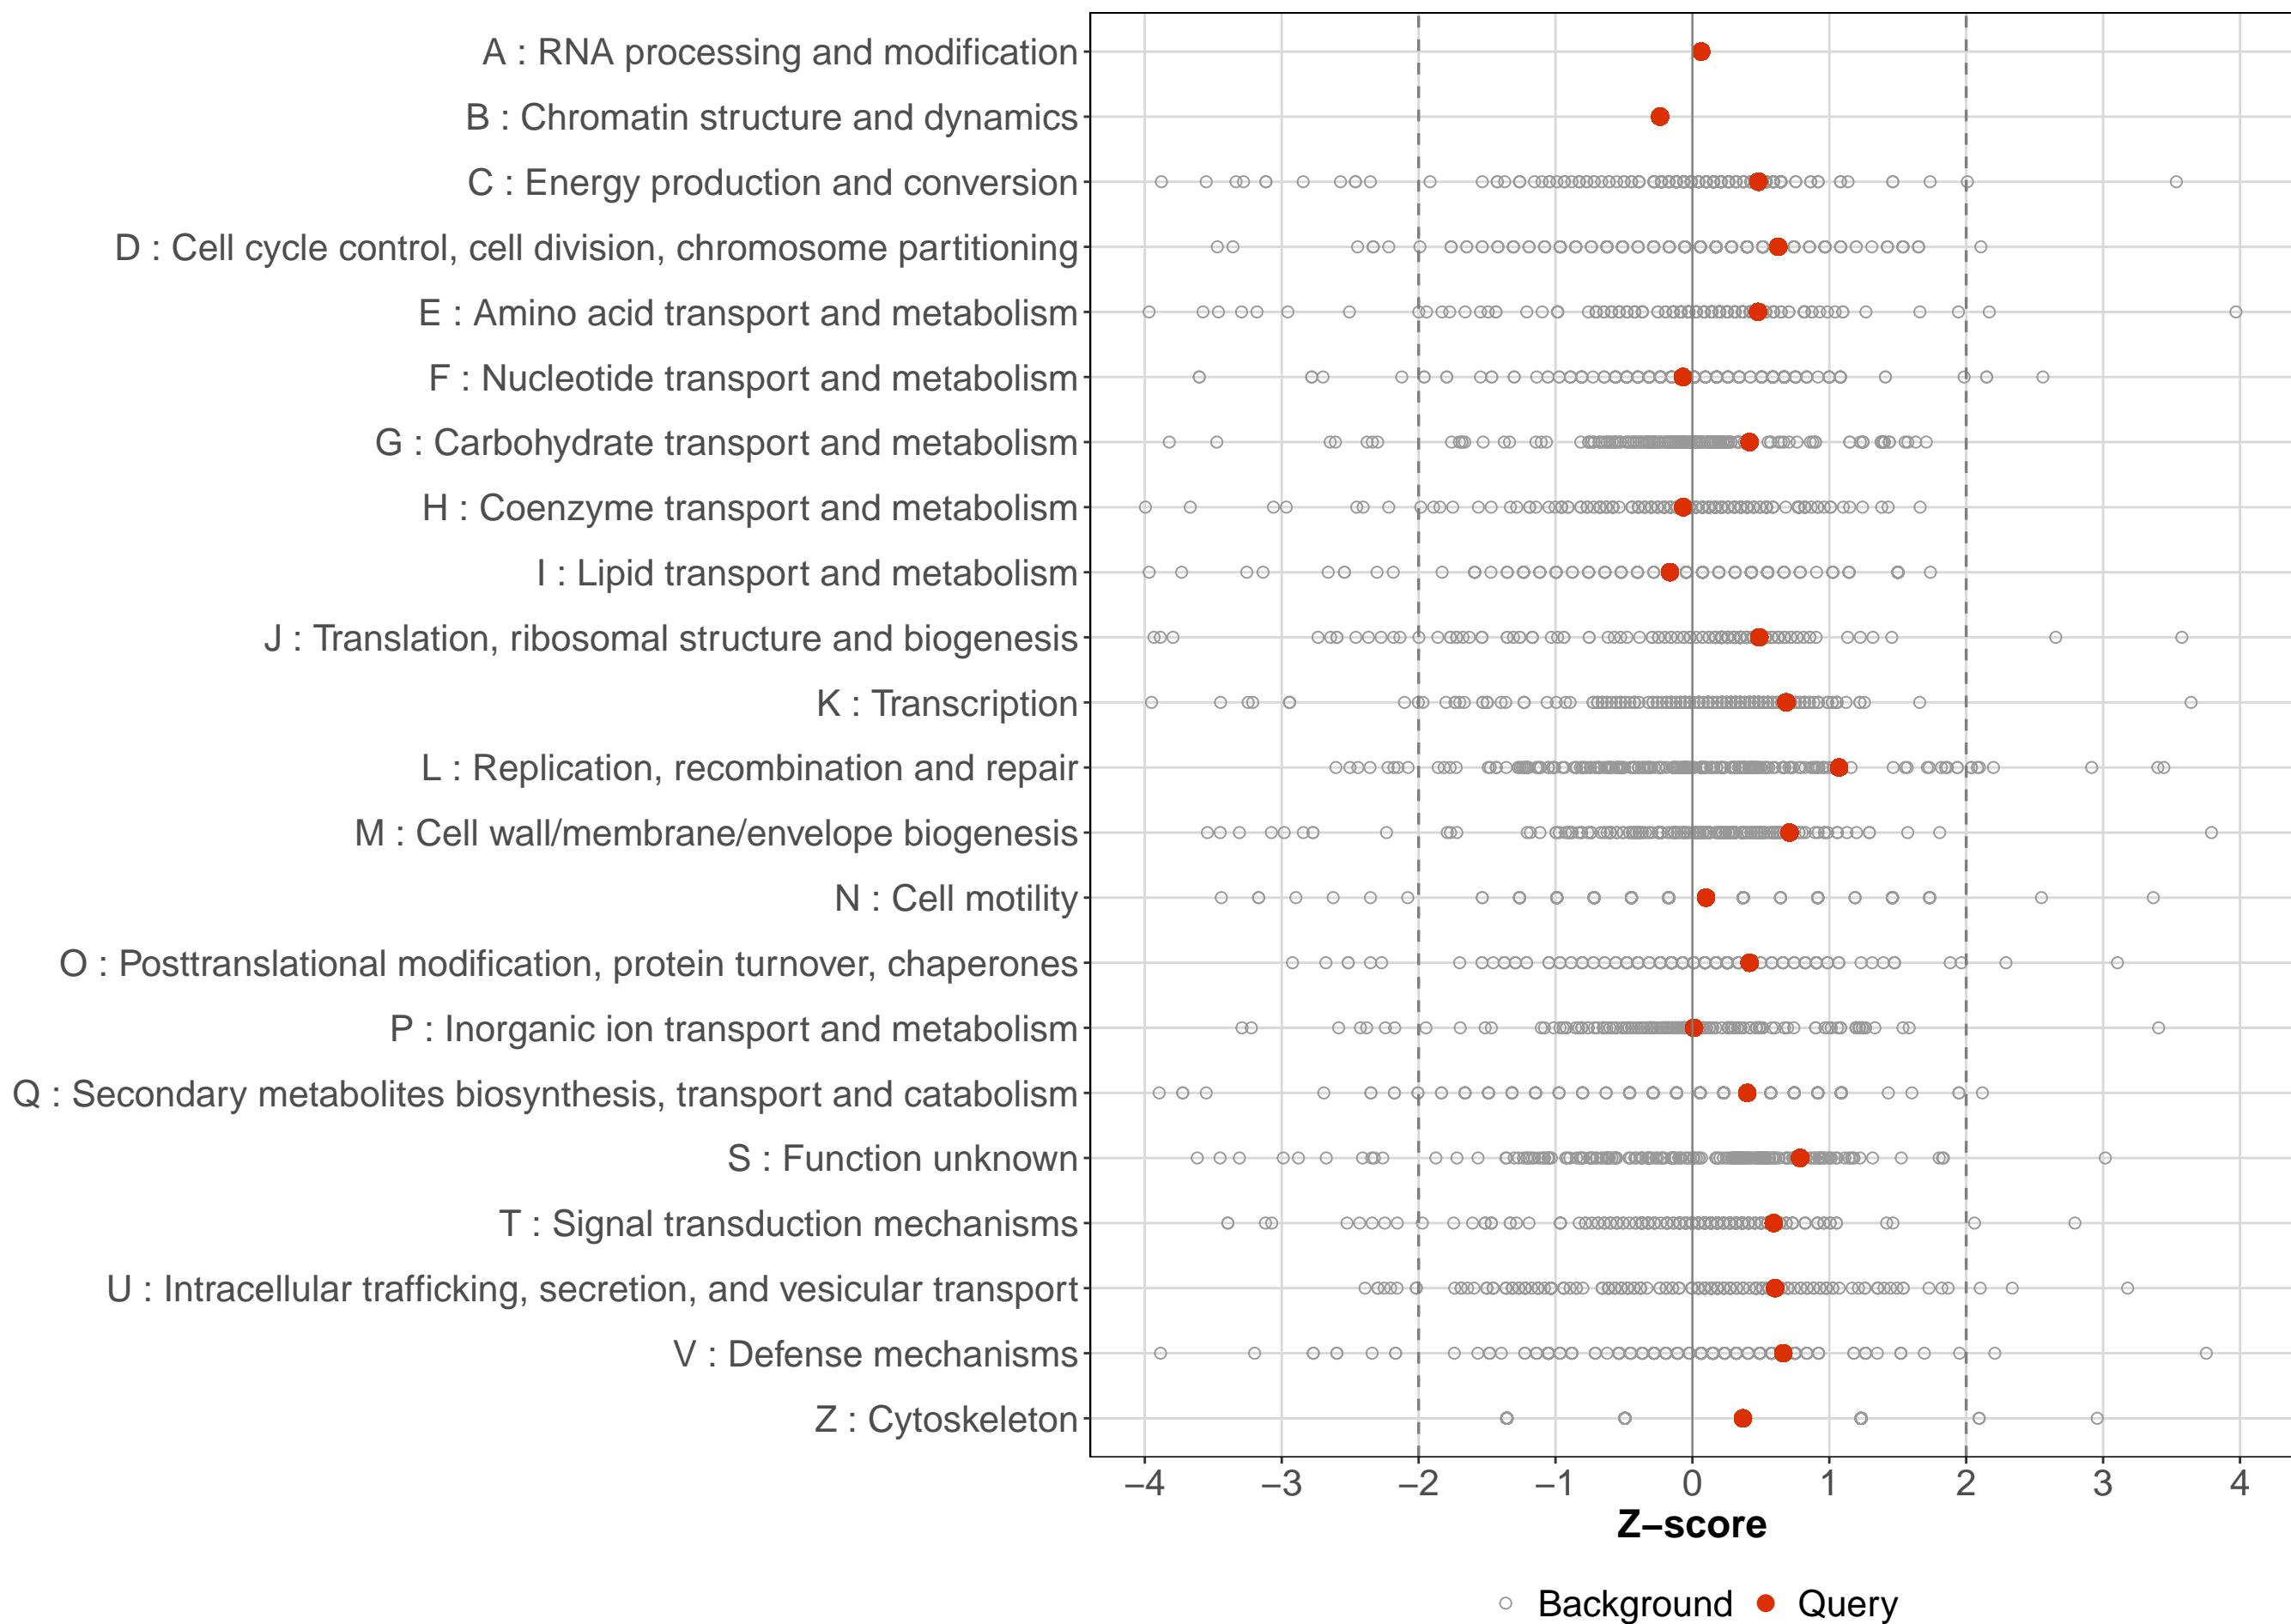 A : RNA processing and modification
B : Chromatin structure and dynamics
C : Energy production and conversion
D : Cell cycle control, cell division, chromosome partitioning
E : Amino acid transport and metabolism
F : Nucleotide transport and metabolism
G : Carbohydrate transport and metabolism
H : Coenzyme transport and metabolism
I : Lipid transport and metabolism
J : Translation, ribosomal structure and biogenesis
K : Transcription
L : Replication, recombination and repair
M : Cell wall/membrane/envelope biogenesis
N : Cell motility
O : Posttranslational modification, protein turnover, chaperones
P : Inorganic ion transport and metabolism
Q : Secondary metabolites biosynthesis, transport and catabolism
S : Function unknown
T : Signal transduction mechanisms
U : Intracellular trafficking, secretion, and vesicular transport
V : Defense mechanisms
Z : Cytoskeleton
−4 −3 −2 −1 0 1 2 3 4
Z−score
Background Query